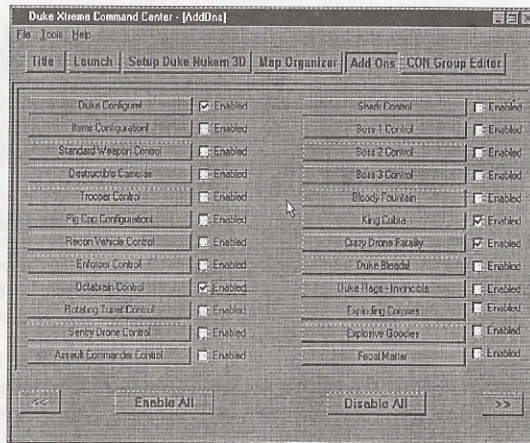 Duke Xtreme Command Center - [AddOns]
File Tools Help
Title Launch Setup Duke Nukem 3D Map Organizer Add Ons CON Group Editor
Duke Configure! Enabled
Items Configuration! Enabled
Standard Weapon Control Enabled
Destructible Cameras Enabled
Trooper Control Enabled
Pig Cop Configuration! Enabled
Recon Vehicle Control Enabled
Enforcer Control Enabled
Octabrain Control Enabled
Rotating Turret Control Enabled
Sentry Drone Control Enabled
Assault Commander Control Enabled
Shark Control Enabled
Boss 1 Control Enabled
Boss 2 Control Enabled
Boss 3 Control Enabled
Bloody Fountain Enabled
King Cobra Enabled
Crazy Drone Fatality Enabled
Duke Bleeds! Enabled
Duke Rage - Invincible Enabled
Exploding Corpses Enabled
Explosive Goodies Enabled
Fecal Matter Enabled
<< Enable All Disable All >>